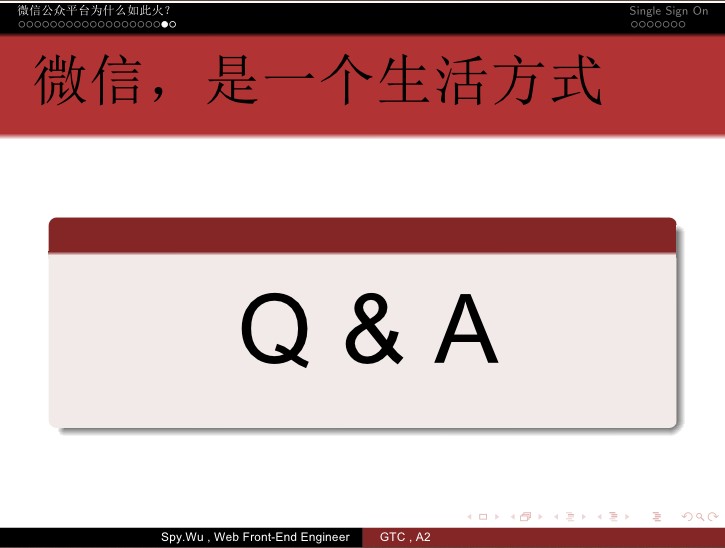 微信公众平台为什么如此火?
Single Sign On
微信，是一个生活方式
Q & A
Spy.Wu , Web Front-End Engineer
GTC , A2